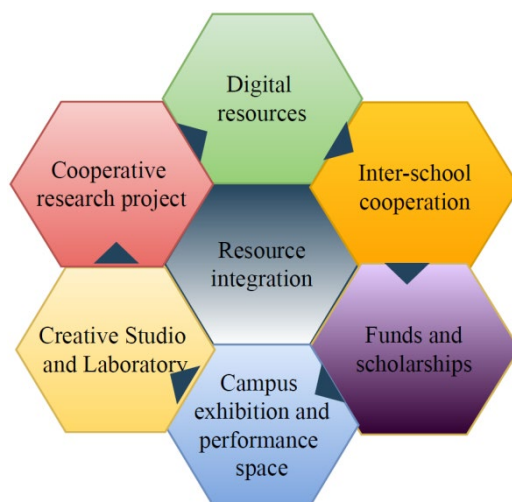 Digital
resources
Cooperative
research project
Inter-school
cooperation
Resource
integration
Creative Studio
and Laboratory
Funds and
scholarships
Campus
exhibition and
performance
space